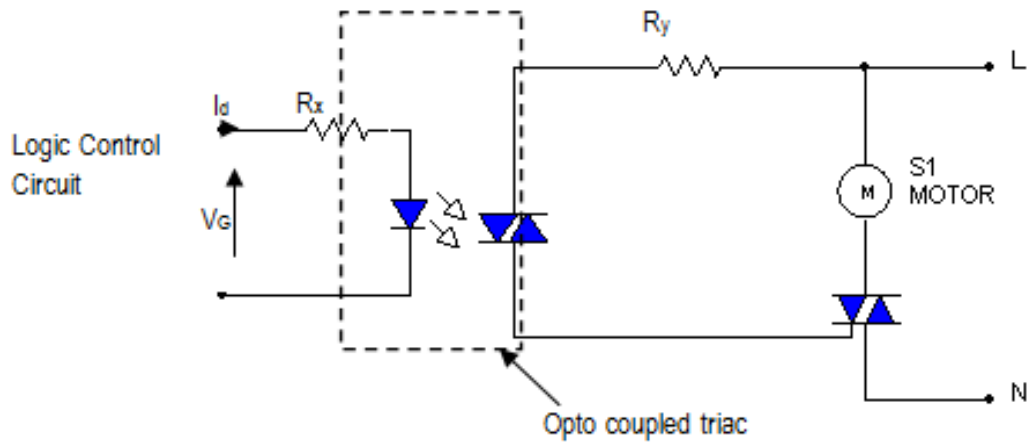 Ry
L
Rx
Id
Logic Control
Circuit
S1
MOTOR
M
VG
N
Opto coupled triac